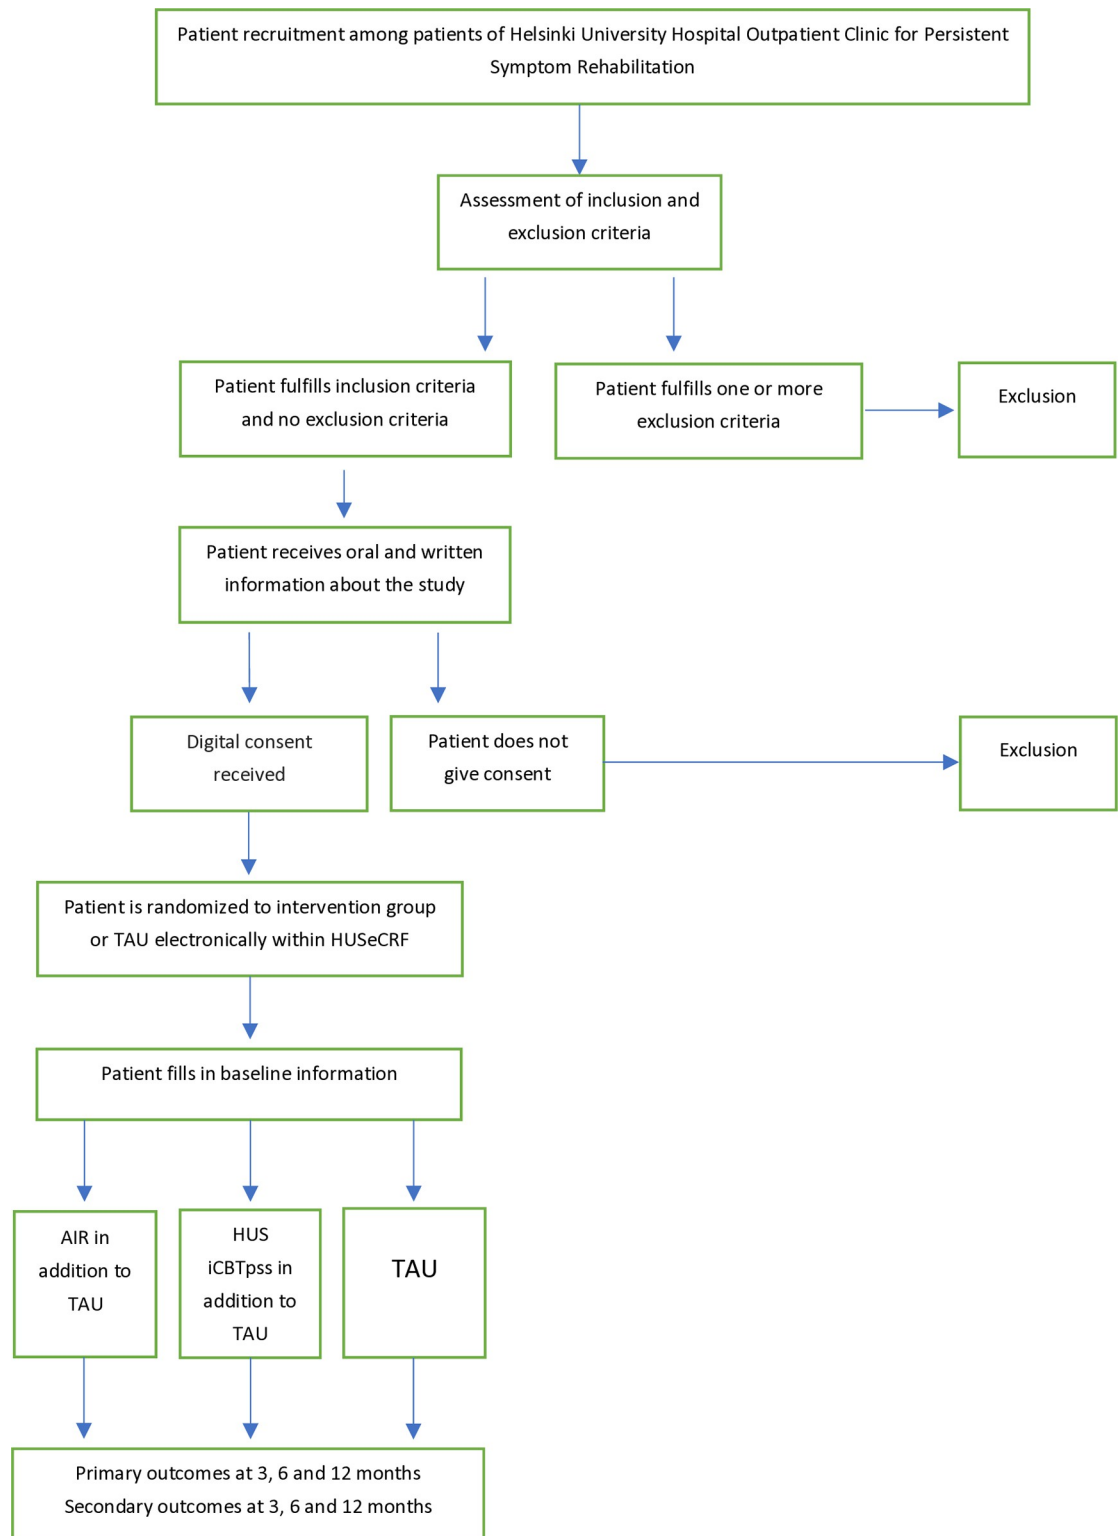 Patient recruitment among patients of Helsinki University Hospital Outpatient Clinic for Persistent
Symptom Rehabilitation
Assessment of inclusion and
exclusion criteria
Patient fulfills inclusion criteria
and no exclusion criteria
Patient fulfills one or more
exclusion criteria
Exclusion
Patient receives oral and written
information about the study
Digital consent
received
Patient does not
give consent
Exclusion
Patient is randomized to intervention group
or TAU electronically within HUSeCRF
Patient fills in baseline information
AIR in
addition to
TAU
HUS
iCBTpss in
addition to
TAU
TAU
Primary outcomes at 3, 6 and 12 months
Secondary outcomes at 3, 6 and 12 months